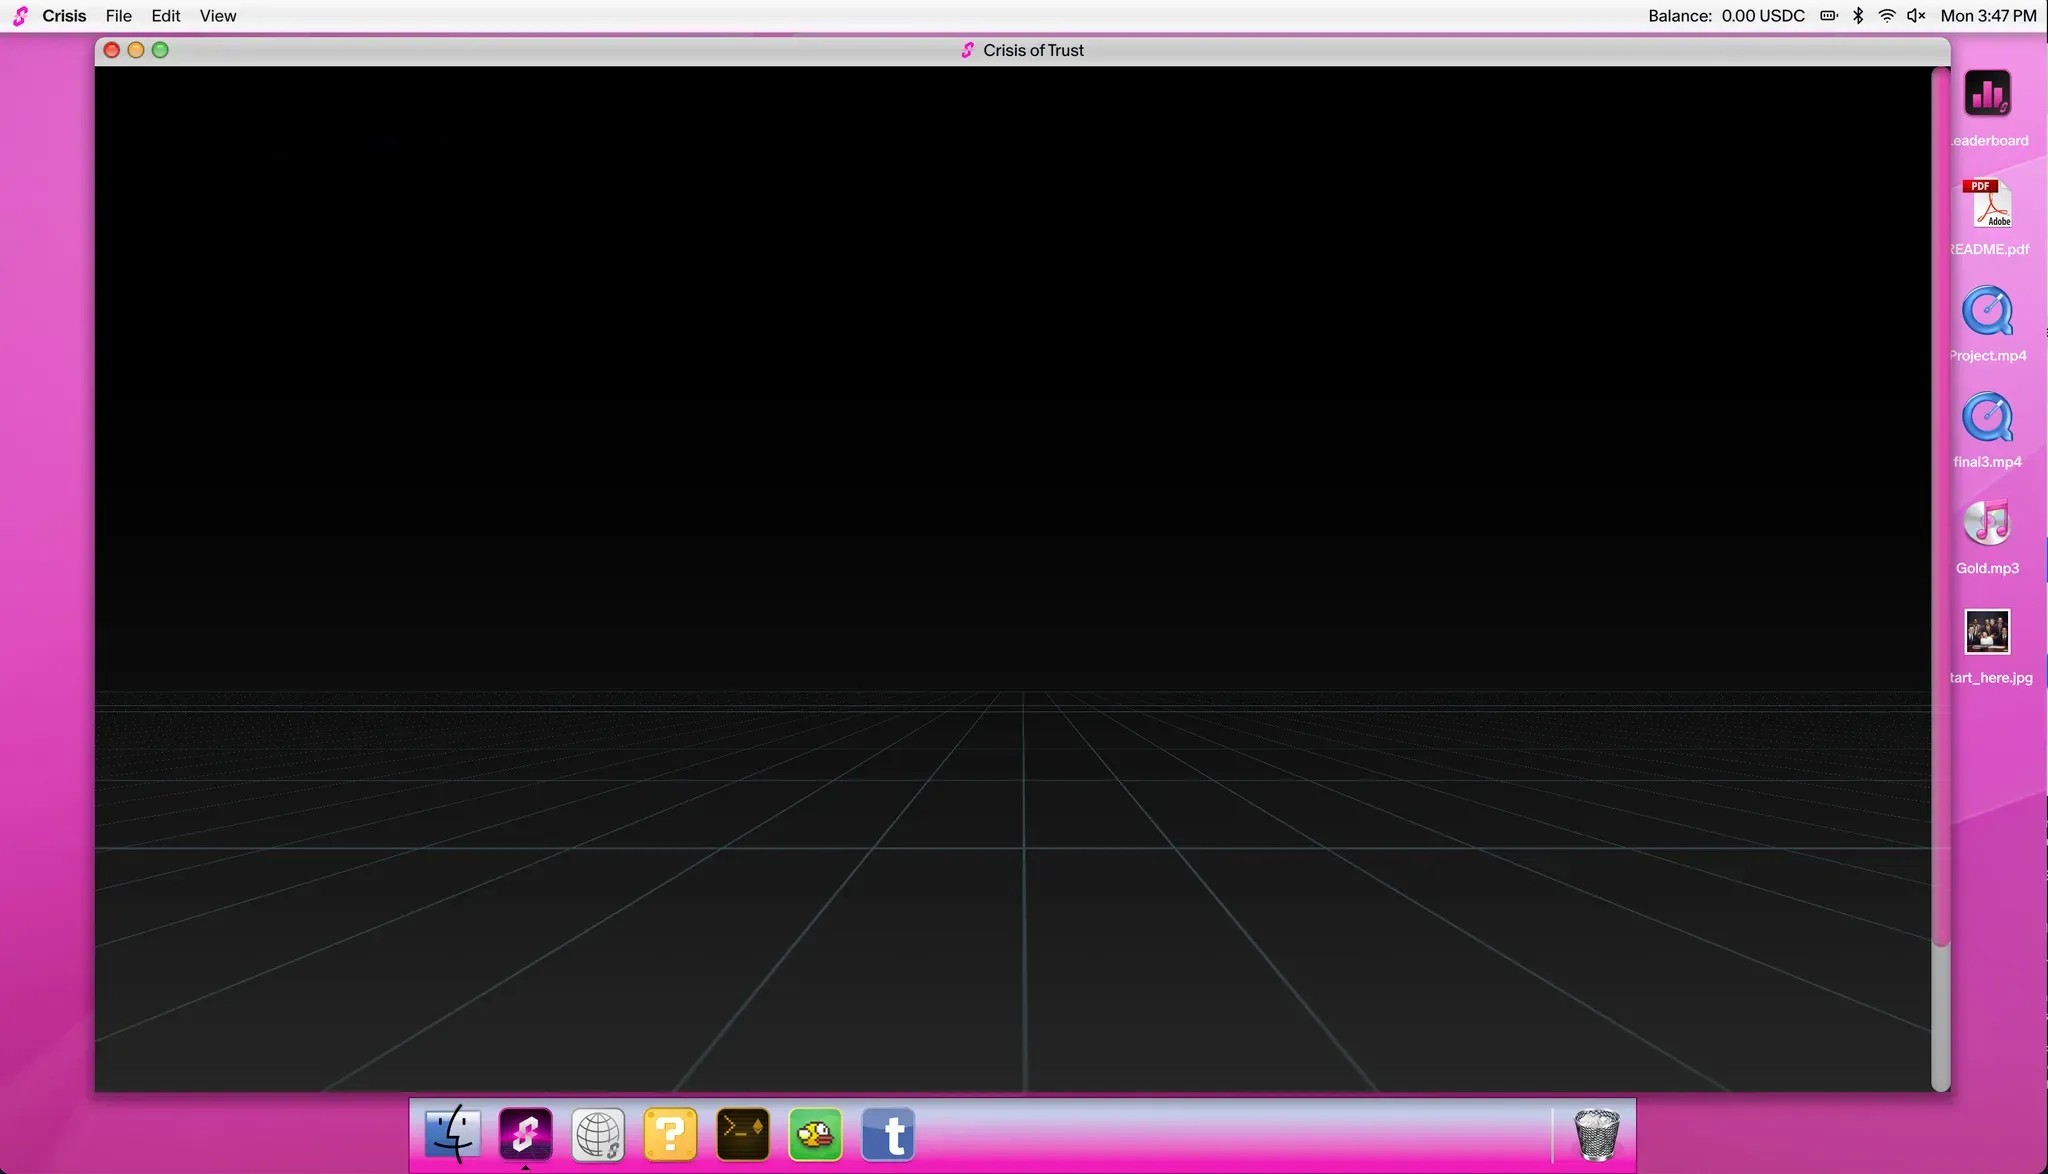 Crisis File Edit View Balance: 0.00 USDC Mon 3:47 PM
Crisis of Trust
eaderboard
PDF
Adobe
README.pdf
Project.mp4
final3.mp4
Gold.mp3
tart_here.jpg
?
>_
t